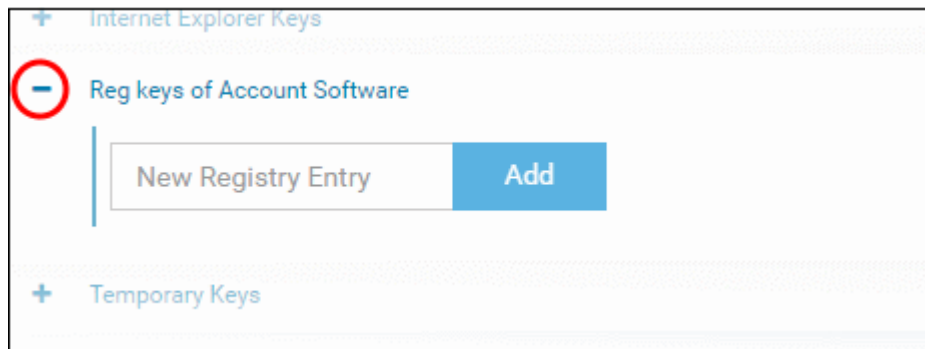 Internet Explorer Keys
Reg keys of Account Software
New Registry Entry Add
Temporary Keys